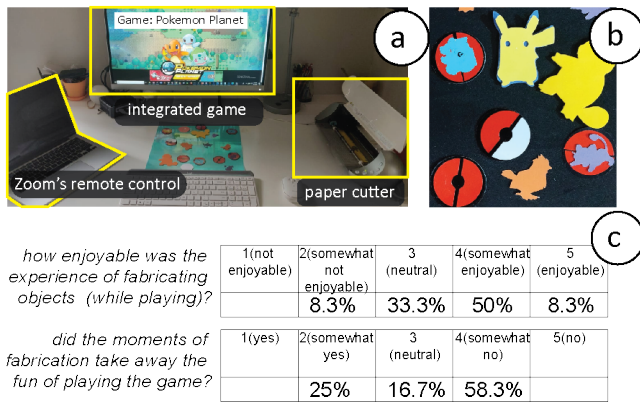 Game: Pokemon Planet
a
b
integrated game
Zoom's remote control
paper cutter
c
how enjoyable was the
experience of fabricating
objects (while playing)?
1(not
enjoyable)
2(somewhat
not
enjoyable)
3
(neutral)
4(somewhat
enjoyable)
5
(enjoyable)
8.3% 33.3% 50% 8.3%
did the moments of
fabrication take away the
fun of playing the game?
1(yes)
2(somewhat
yes)
3
(neutral)
4(somewhat
no)
5(no)
25% 16.7% 58.3%